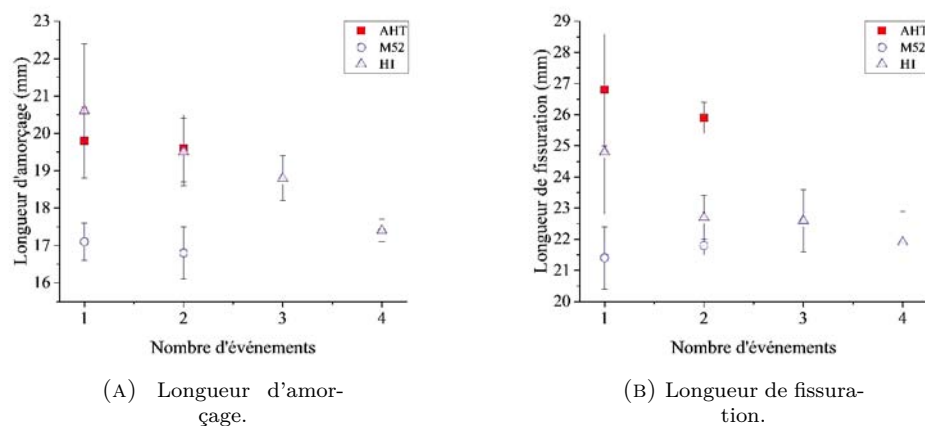 23
22
21
20
19
18
17
16
Longueur d'amorçage (mm)
AHT
M52
HI
1 2 3 4
Nombre d'événements
(A) Longueur d'amor-
çage.
29
28
27
26
25
24
23
22
21
20
Longueur de fissuration (mm)
AHT
M52
HI
1 2 3 4
Nombre d'événements
(B) Longueur de fissura-
tion.